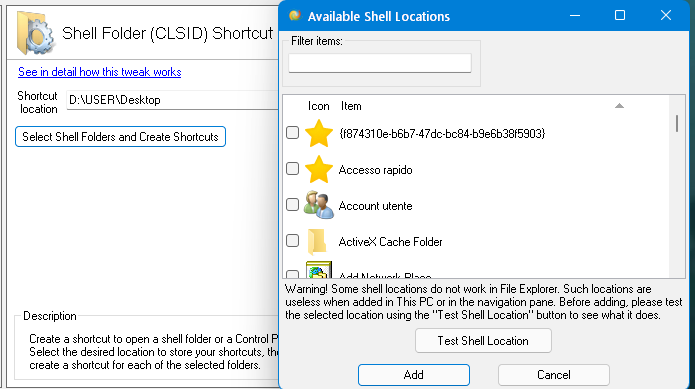 Shell Folder (CLSID) Shortcut
See in detail how this tweak works
Shortcut
location
D:\USER\Desktop
Select Shell Folders and Create Shortcuts
Description
Create a shortcut to open a shell folder or a Control P
Select the desired location to store your shortcuts, the
create a shortcut for each of the selected folders.
Available Shell Locations
Filter items:
Icon Item
{f874310e-b6b7-47dc-bc84-b9e6b38f5903}
Accesso rapido
Account utente
ActiveX Cache Folder
Add Network Place
Warning! Some shell locations do not work in File Explorer. Such locations are
useless when added in This PC or in the navigation pane. Before adding, please test
the selected location using the "Test Shell Location" button to see what it does.
Test Shell Location
Add
Cancel